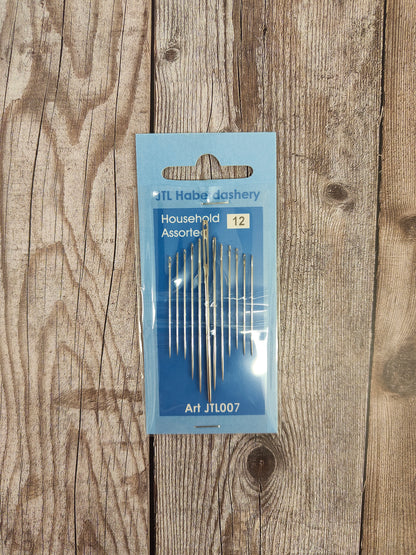 JTL Haberdashery
Household 12
Assorted
Art JTL007